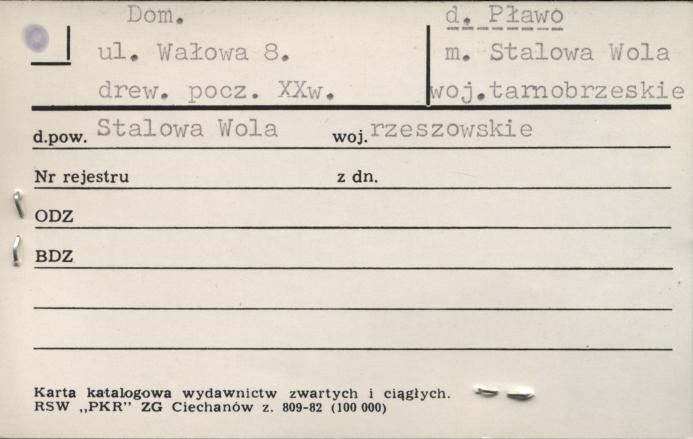 Dom. d. Pławo
ul. Wałowa 8. m. Stalowa Wola
drew. pocz. XXw. woj.tarnobrzeskie
d.pow. Stalowa Wola woj. rzeszowskie
Nr rejestru z dn.
ODZ
BDZ
Karta katalogowa wydawnictw zwartych i ciągłych.
RSW „PKR" ZG Ciechanów z. 809-82 (100 000)